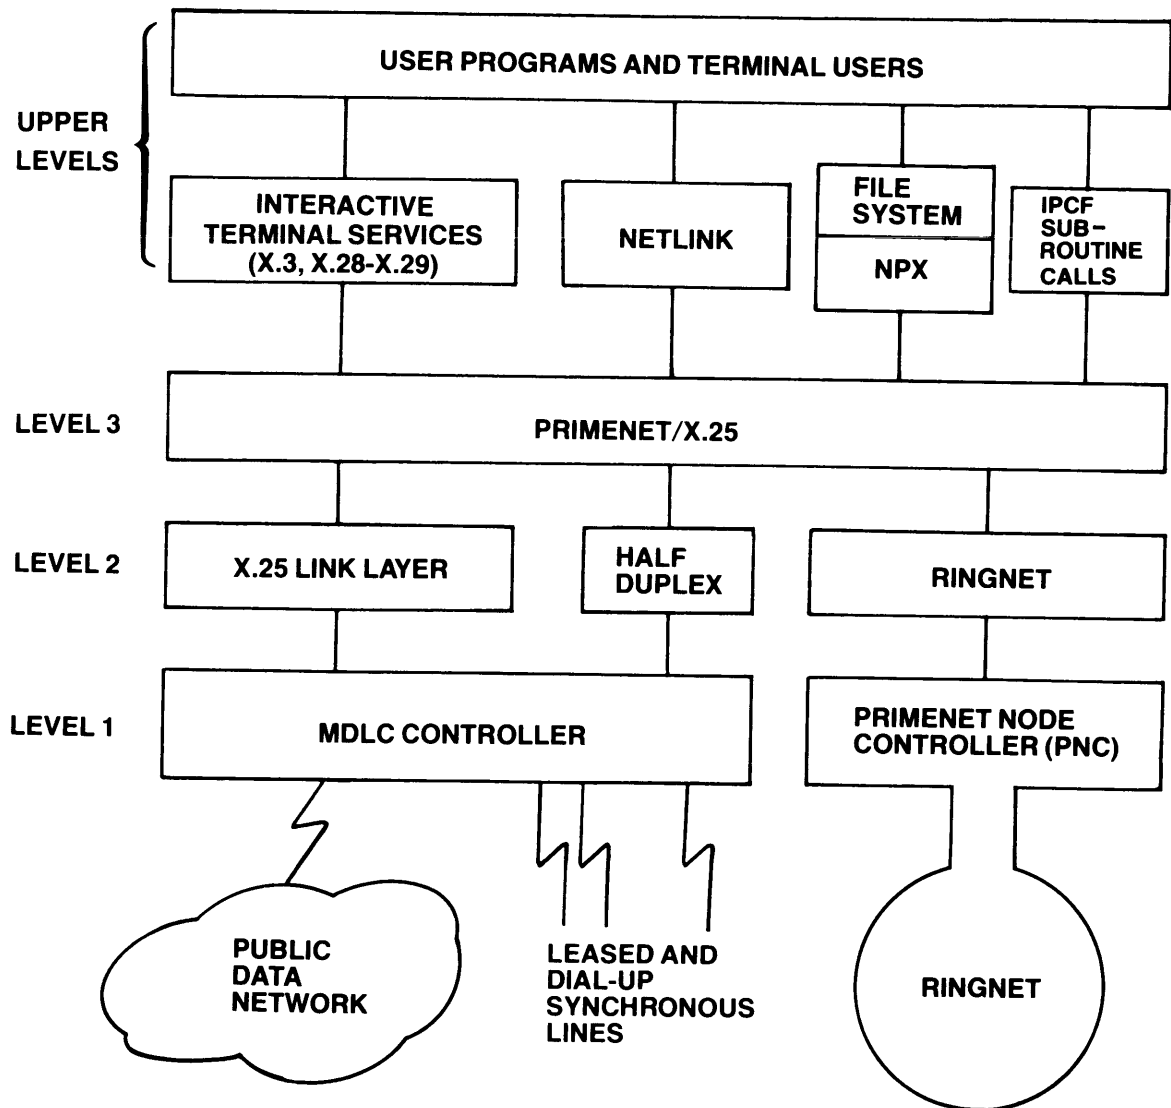 USER PROGRAMS AND TERMINAL USERS
UPPER
LEVELS
INTERACTIVE
TERMINAL SERVICES
(X.3, X.28-X.29)
NETLINK
FILE
SYSTEM
NPX
IPCF
SUB-
ROUTINE
CALLS
LEVEL 3
PRIMENET/X.25
LEVEL 2
X.25 LINK LAYER
HALF
DUPLEX
RINGNET
LEVEL 1
MDLC CONTROLLER
PRIMENET NODE
CONTROLLER (PNC)
PUBLIC
DATA
NETWORK
LEASED AND
DIAL-UP
SYNCHRONOUS
LINES
RINGNET